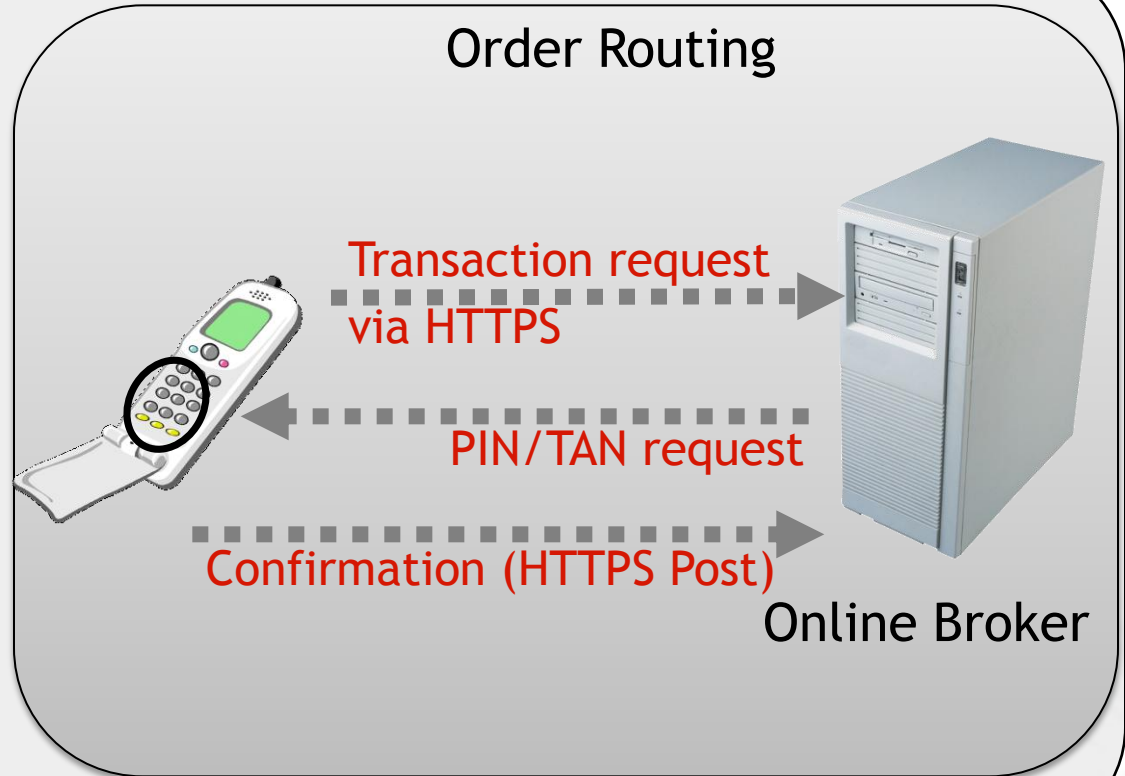 Order Routing
Transaction request
via HTTPS
PIN/TAN request
Confirmation (HTTPS Post)
Online Broker